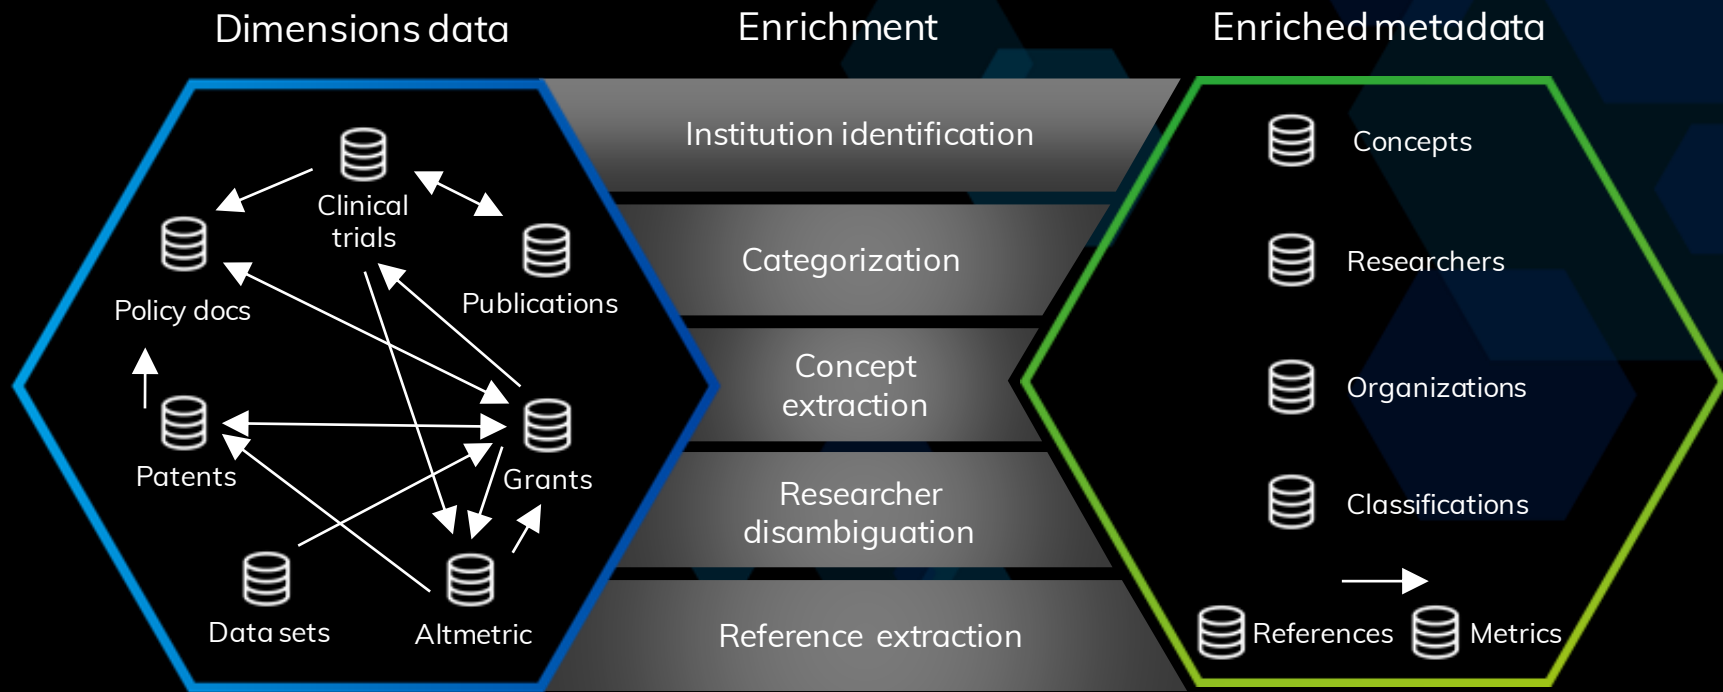 Dimensions data
Enrichment
Enriched metadata
Clinical
trials
Policy docs
Publications
Patents
Grants
Data sets
Altmetric
Institution identification
Categorization
Concept
extraction
Researcher
disambiguation
Reference extraction
Concepts
Researchers
Organizations
Classifications
References
Metrics